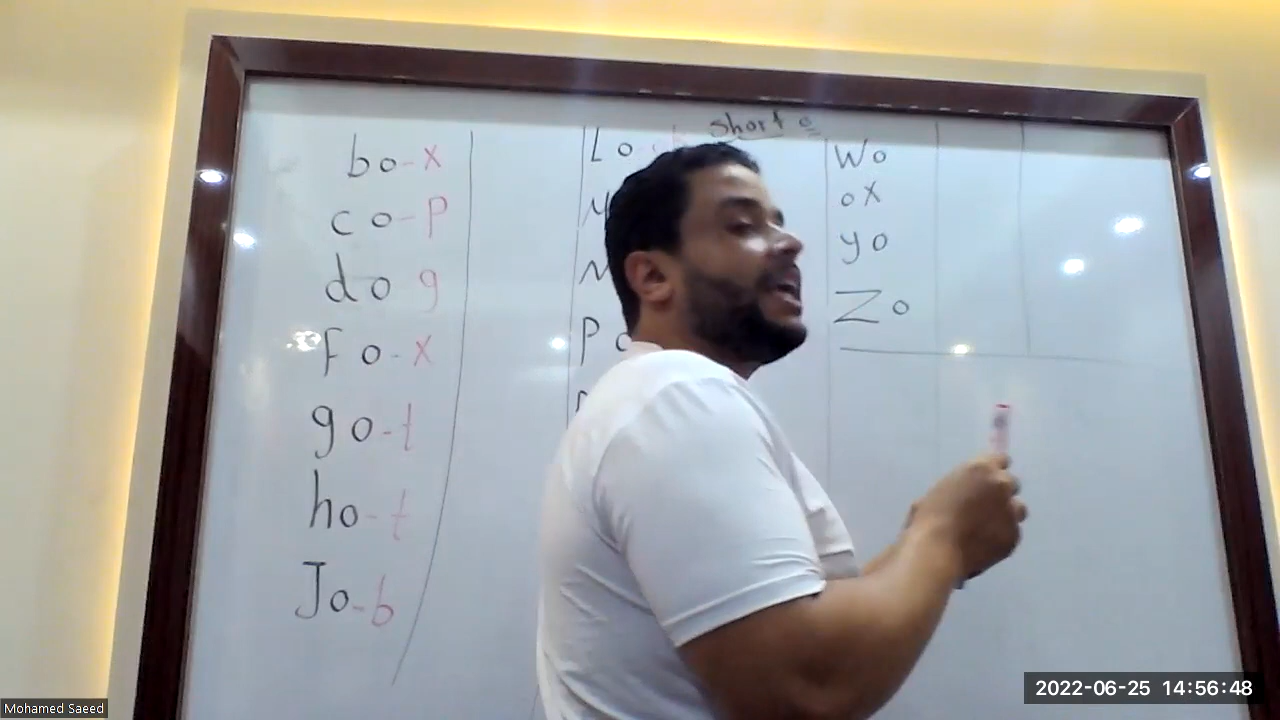 short o
bo-x
co-p
do g
fo-x
go-t
ho-t
Jo-b
Lo
M
N
Po
Wo
ox
yo
Zo
Mohamed Saeed
2022-06-25 14:56:48